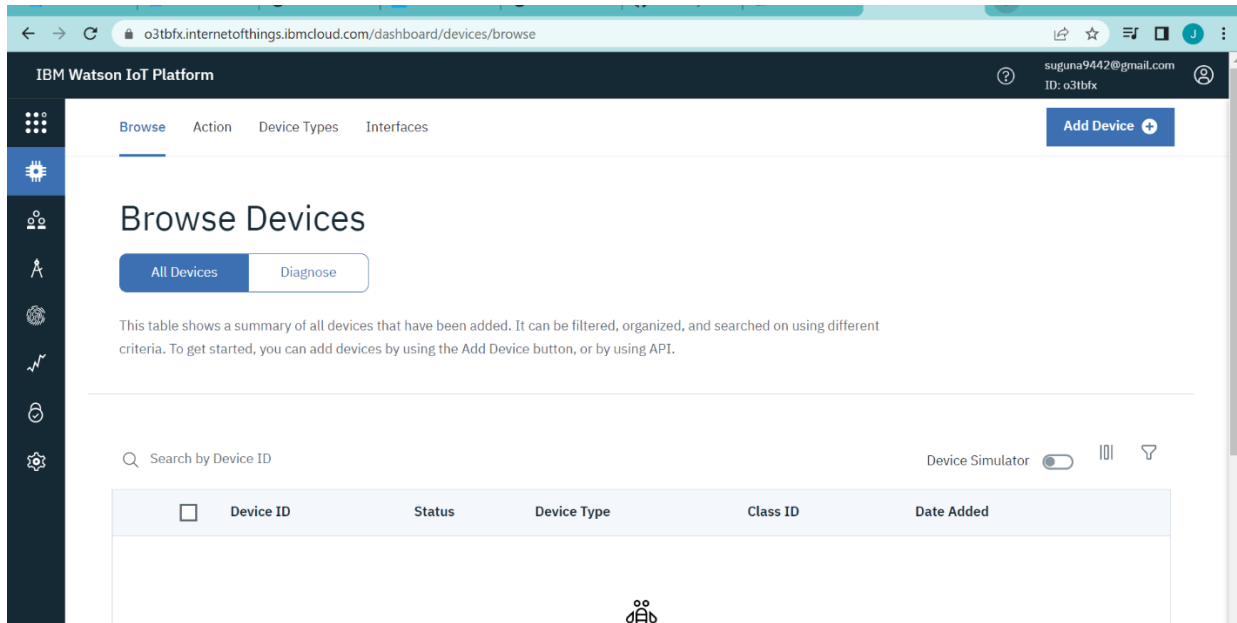 o3tbfx.internetofthings.ibmcloud.com/dashboard/devices/browse
J
IBM Watson IoT Platform
suguna9442@gmail.com
ID: o3tbfx
Browse Action Device Types Interfaces
Add Device
Browse Devices
All Devices Diagnose
This table shows a summary of all devices that have been added. It can be filtered, organized, and searched on using different
criteria. To get started, you can add devices by using the Add Device button, or by using API.
Search by Device ID
Device Simulator
Device ID Status Device Type Class ID Date Added